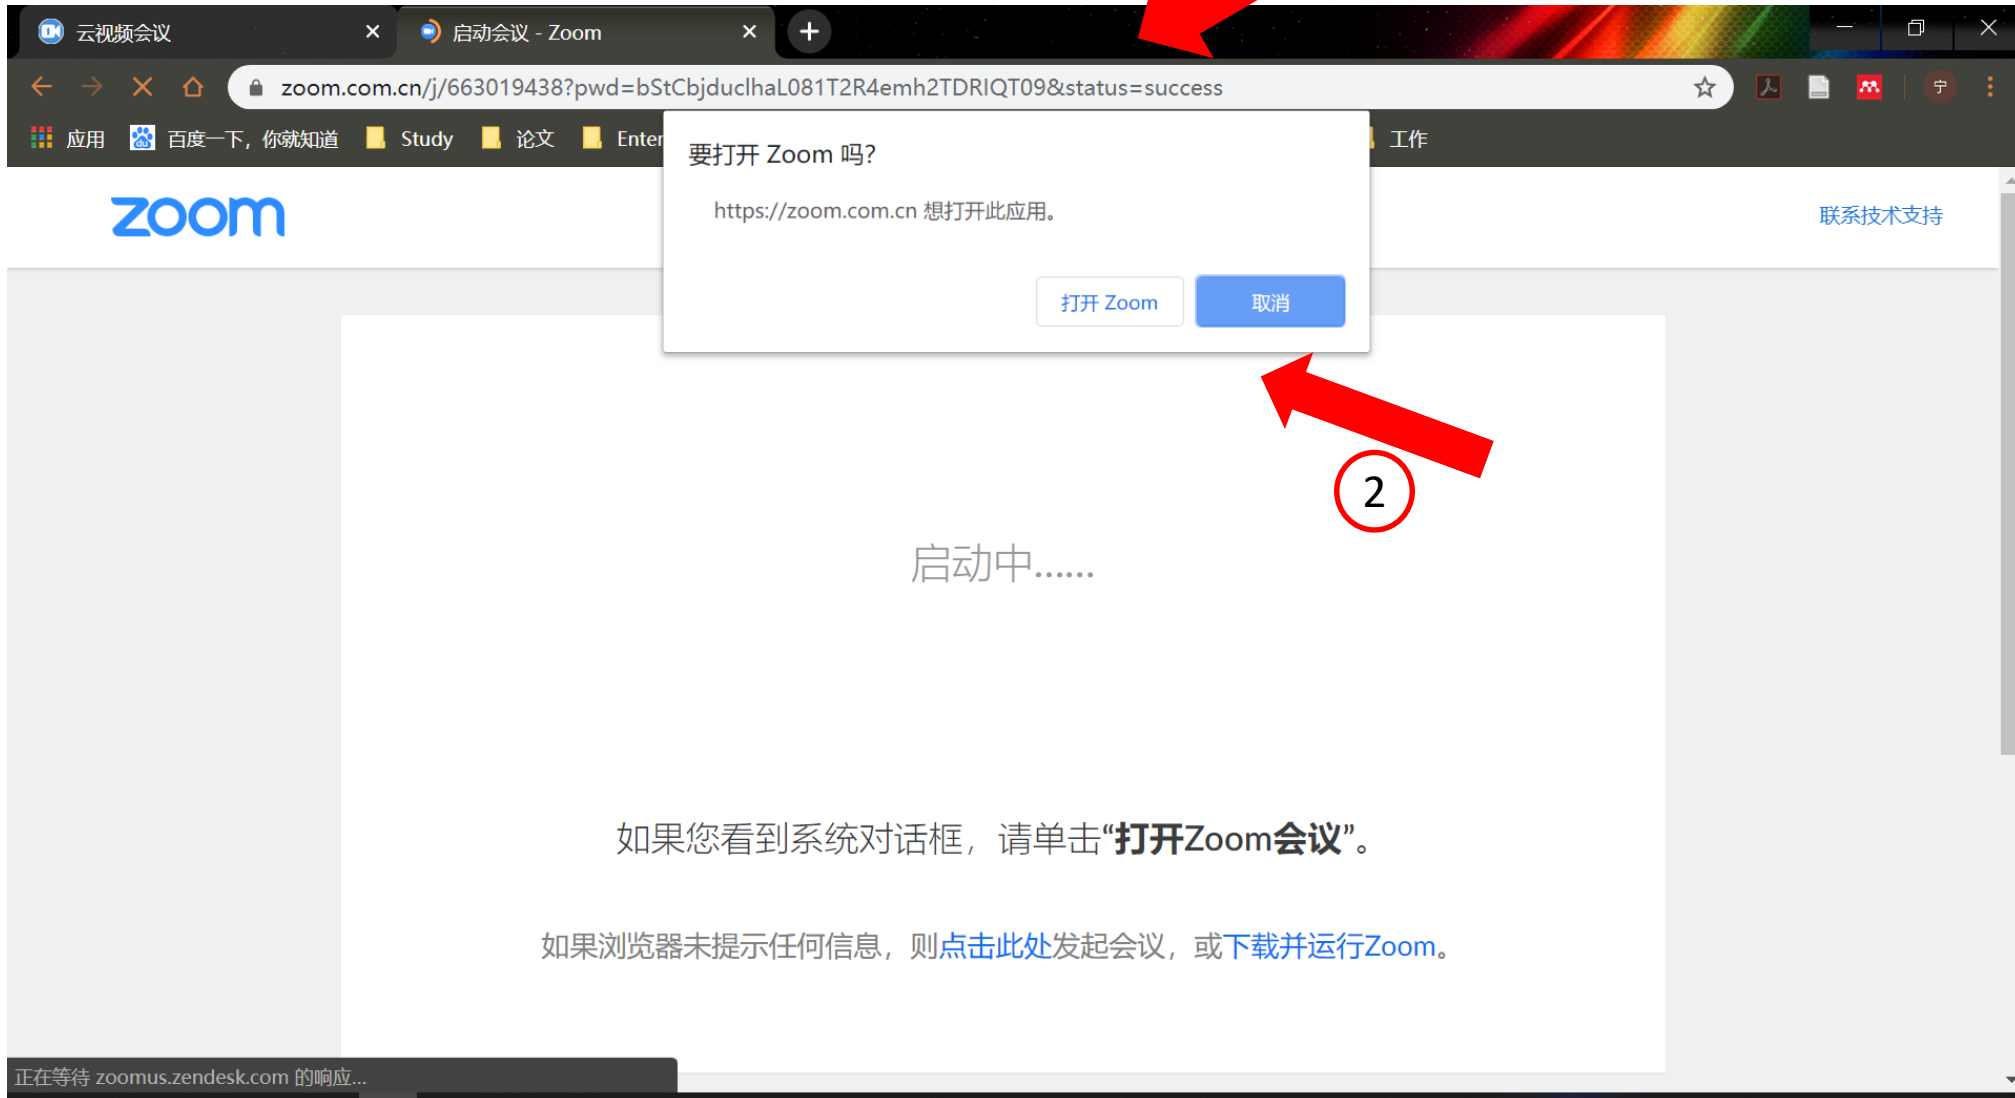 云视频会议
启动会议 - Zoom
zoom.com.cn/j/663019438?pwd=bStCbjduclhaL081T2R4emh2TDRIQT09&status=success
宁
应用 百度一下，你就知道 Study 论文 Enter 工作
要打开 Zoom 吗?
https://zoom.com.cn 想打开此应用。
打开 Zoom 取消
zoom
联系技术支持
2
启动中......
如果您看到系统对话框，请单击“打开Zoom会议”。
如果浏览器未提示任何信息，则点击此处发起会议，或下载并运行Zoom。
正在等待 zoomus.zendesk.com 的响应...